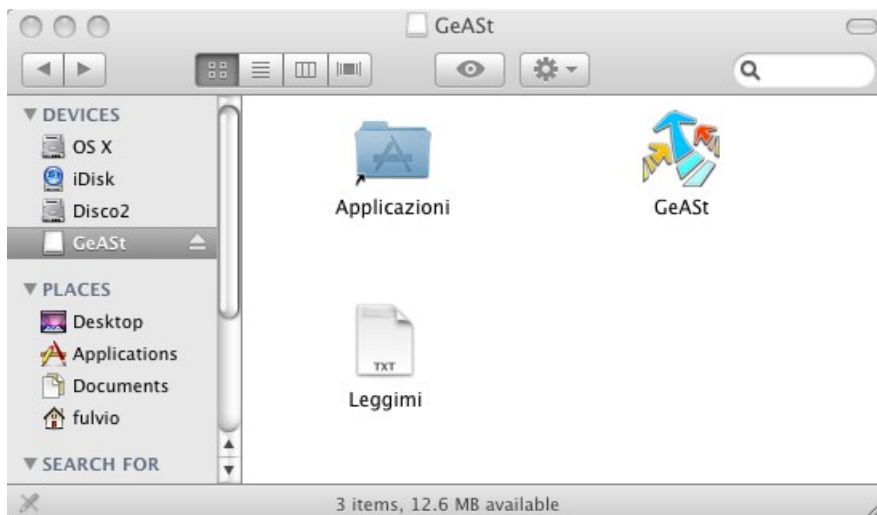 GeASt
DEVICES
OS X
iDisk
Disco2
GeASt
PLACES
Desktop
Applications
Documents
fulvio
SEARCH FOR
Applicazioni
GeASt
TXT
Leggimi
3 items, 12.6 MB available